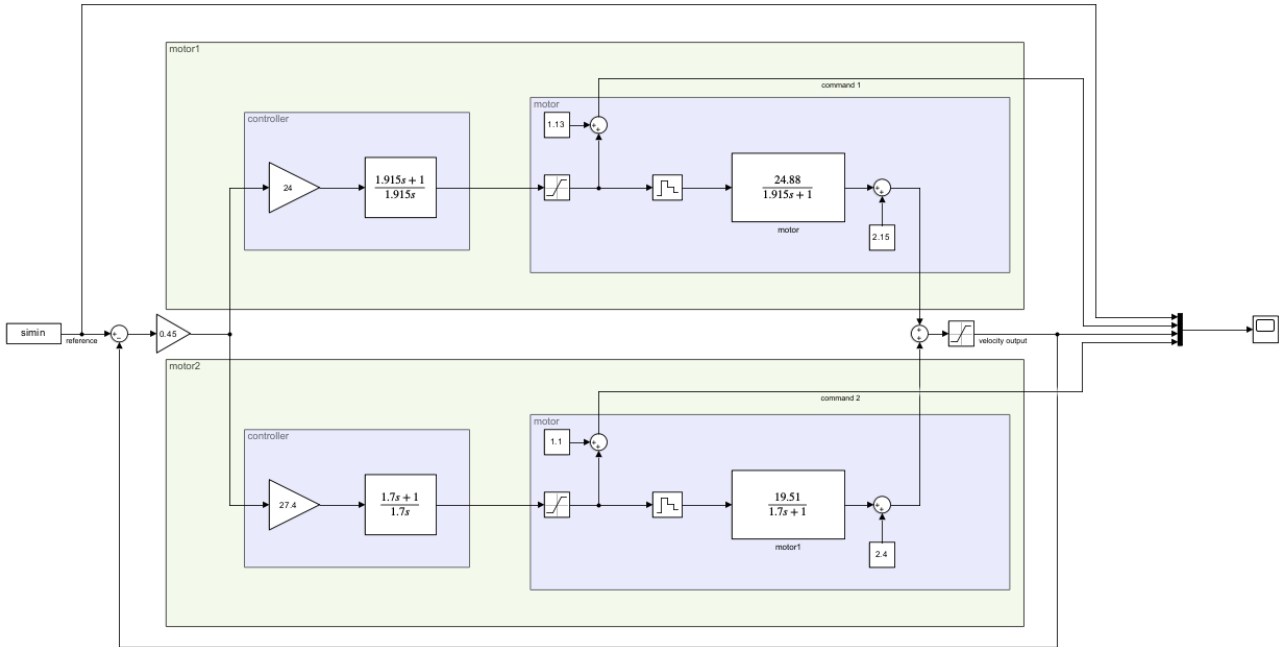 motor1
motor
command 1
controller
1.13
24
1.915s + 1
1.915s
24.88
1.915s + 1
motor
2.15
simin
reference
0.45
velocity output
motor2
command 2
motor
controller
1.1
27.4
1.7s + 1
1.7s
19.51
1.7s + 1
motor1
2.4